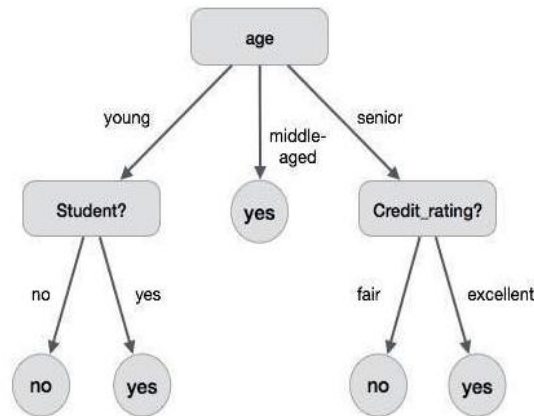 age
young
middle-
aged
senior
Student?
yes
Credit_rating?
no
yes
fair
excellent
no
yes
no
yes